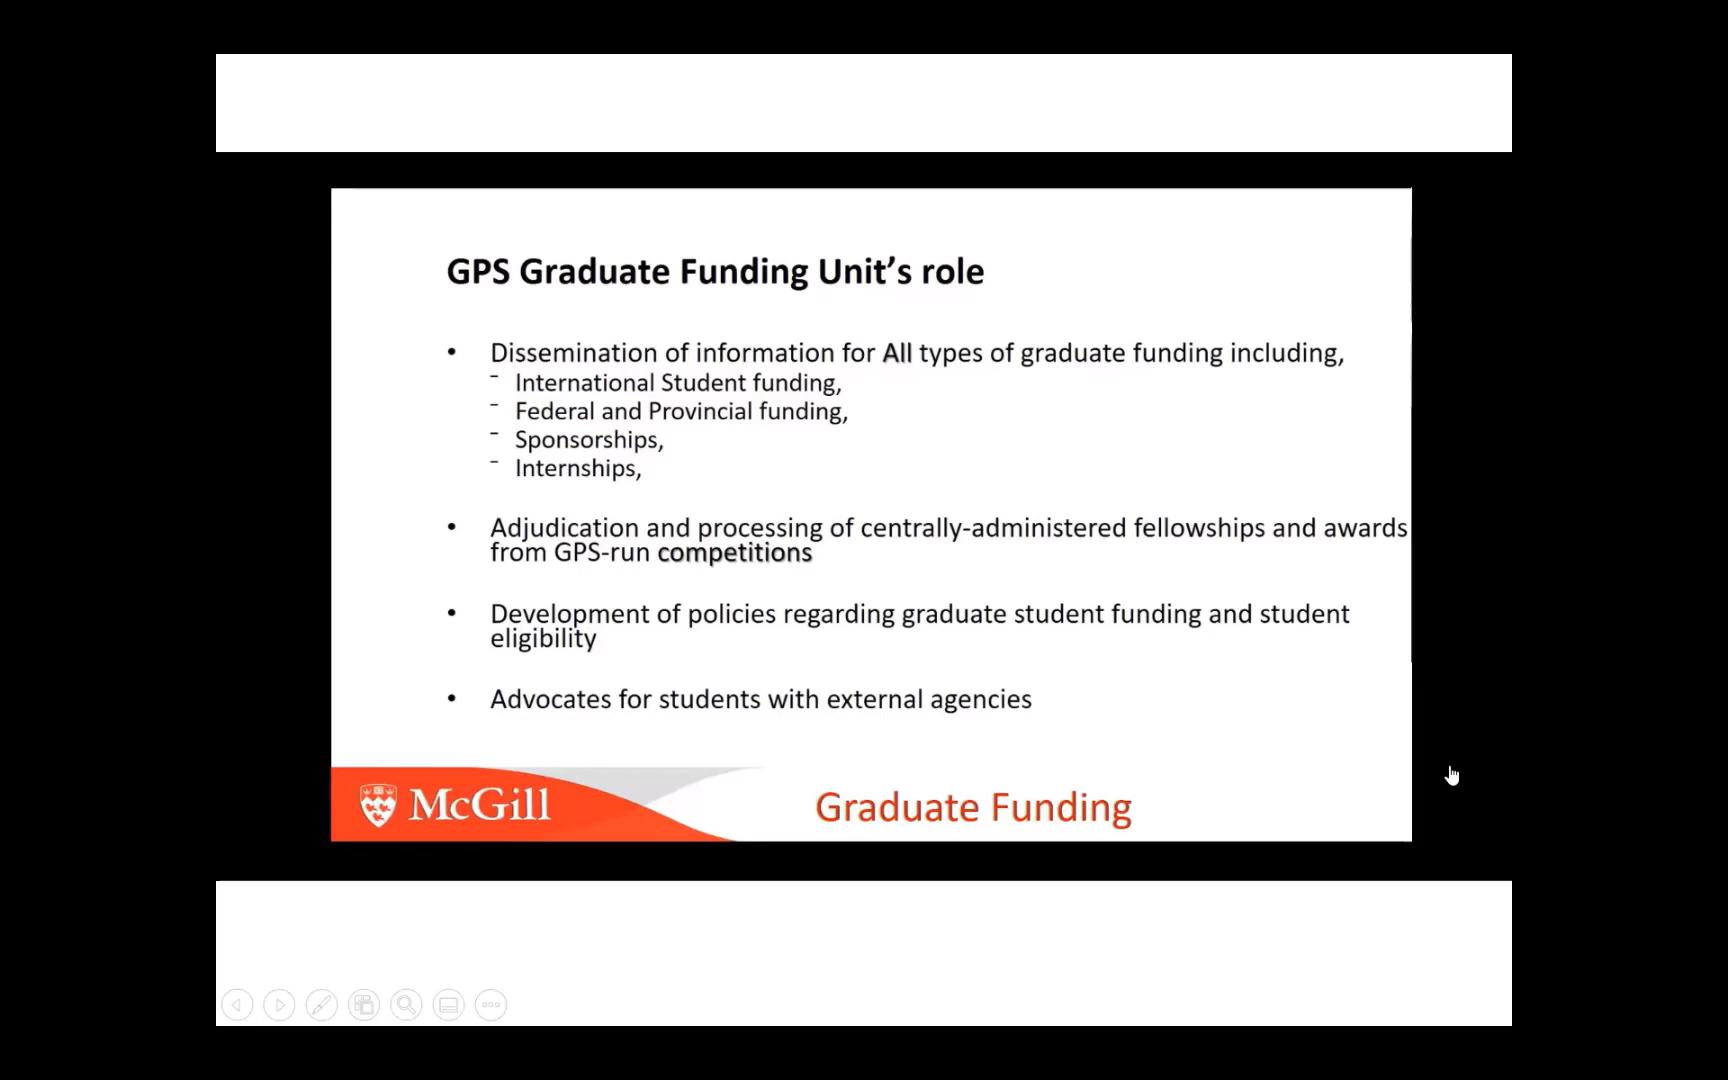 GPS Graduate Funding Unit’s role
• Dissemination of information for All types of graduate funding including,
- International Student funding,
- Federal and Provincial funding,
- Sponsorships,
- Internships,
• Adjudication and processing of centrally-administered fellowships and awards
from GPS-run competitions
• Development of policies regarding graduate student funding and student
eligibility
• Advocates for students with external agencies
McGill
Graduate Funding